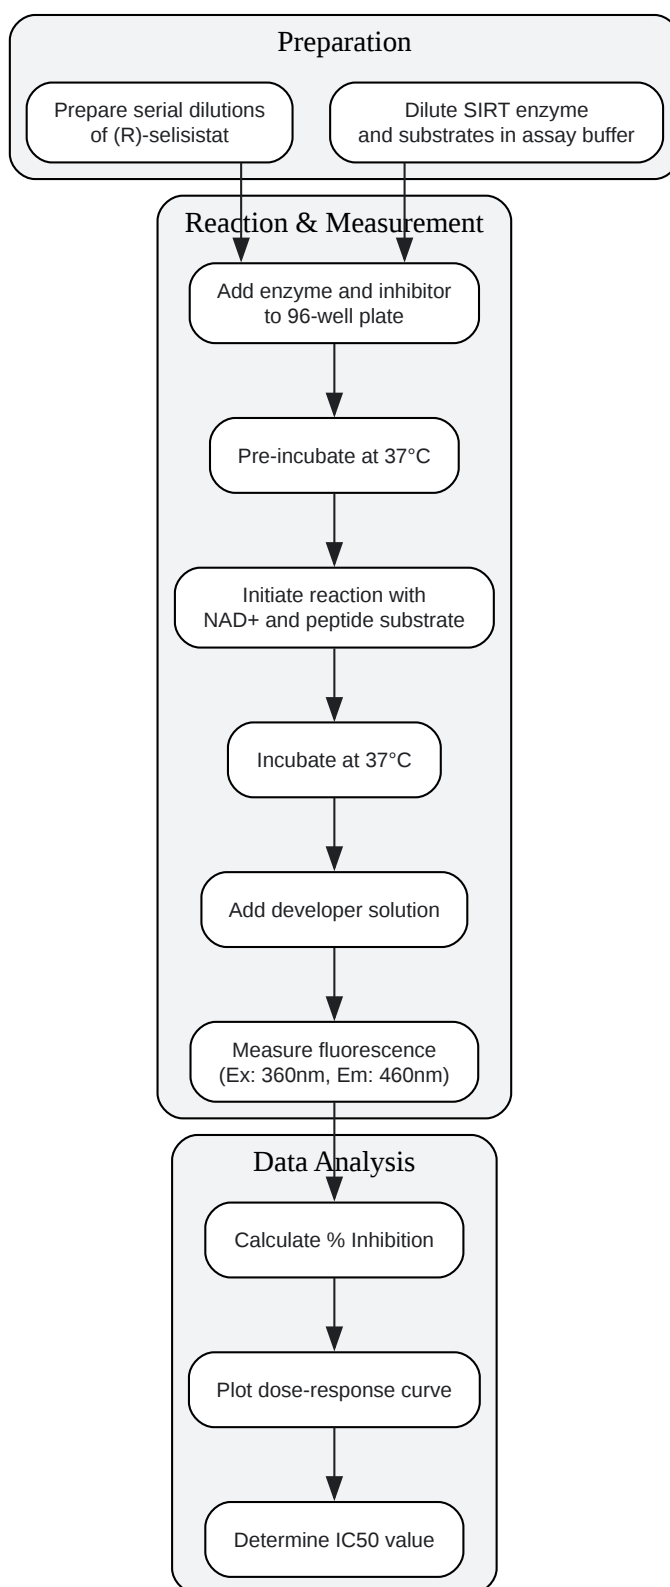 Preparation
Prepare serial dilutions
of (R)-selisistat
Dilute SIRT enzyme
and substrates in assay buffer
Reaction & Measurement
Add enzyme and inhibitor
to 96-well plate
Pre-incubate at 37°C
Initiate reaction with
NAD+ and peptide substrate
Incubate at 37°C
Add developer solution
Measure fluorescence
(Ex: 360nm, Em: 460nm)
Data Analysis
Calculate % Inhibition
Plot dose-response curve
Determine IC50 value